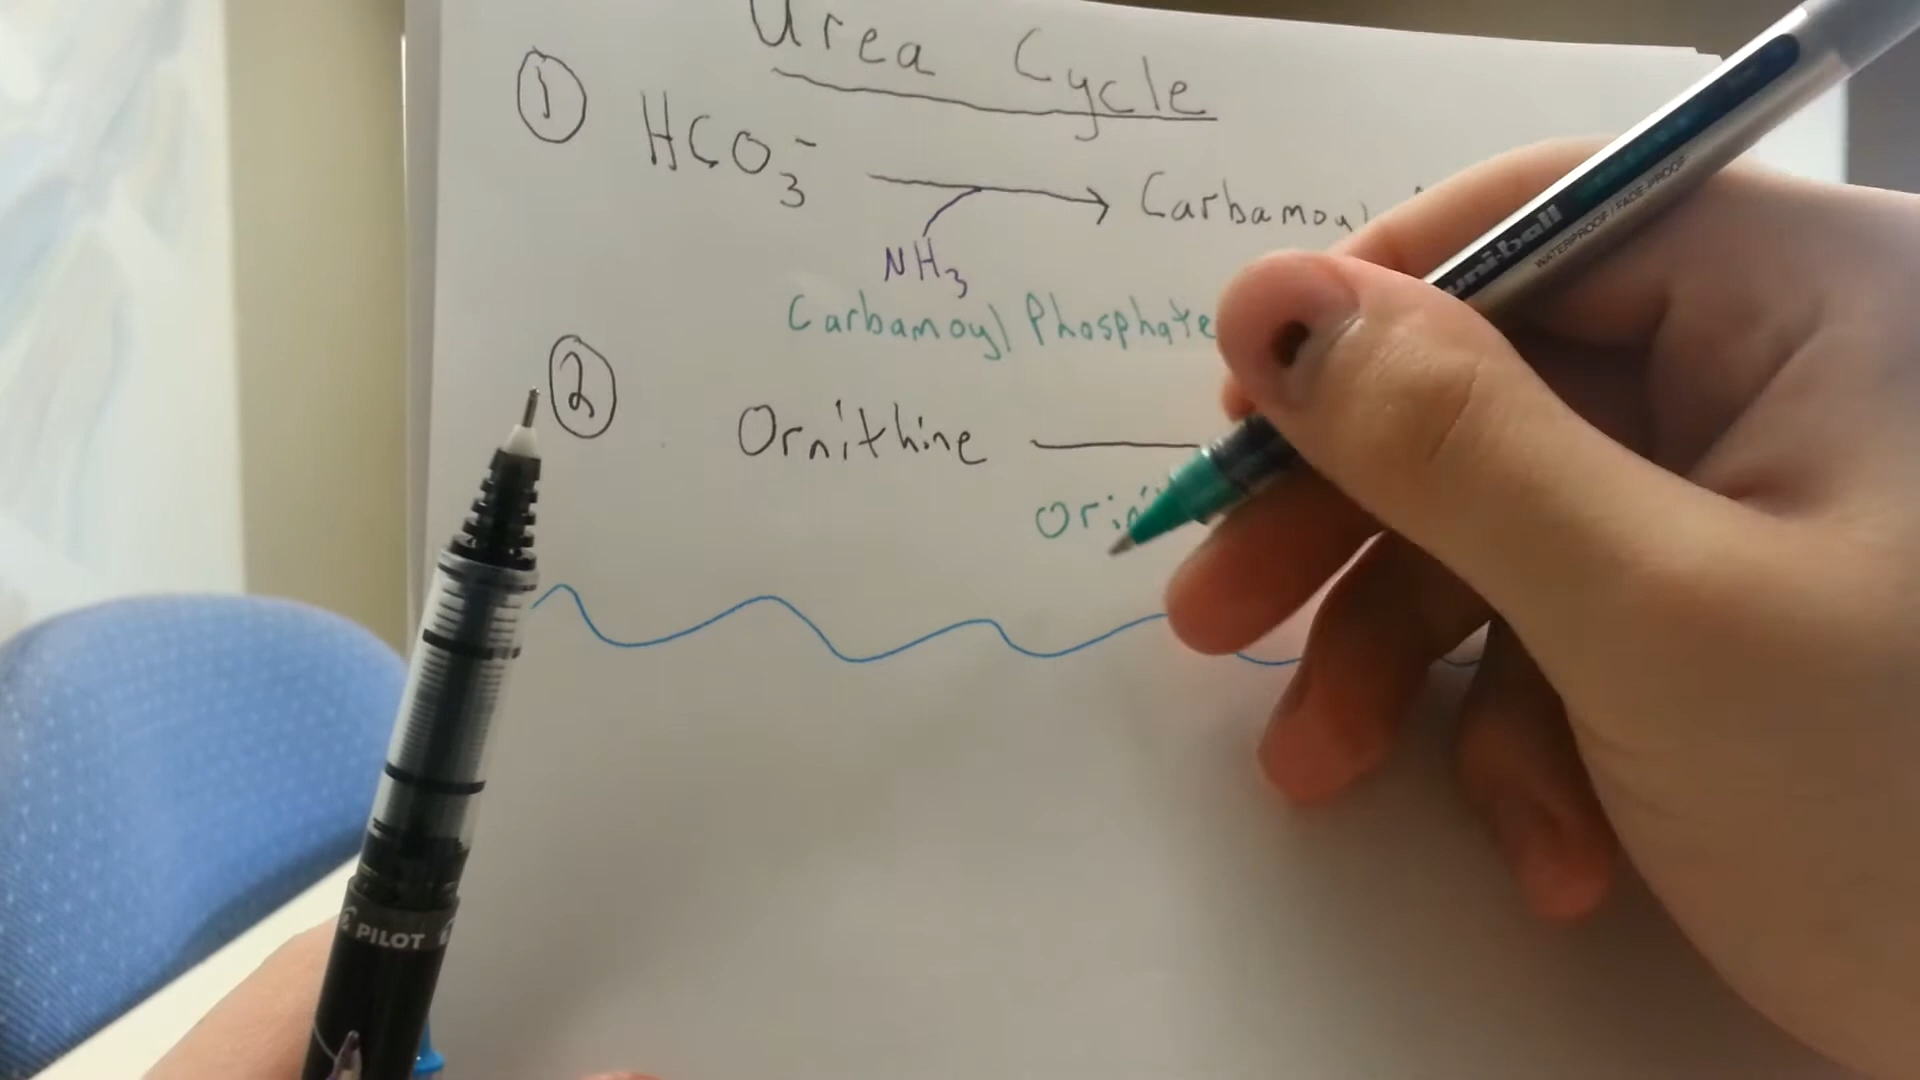 Urea Cycle
① HCO₃⁻ → Carbamoyl
NH₃
Carbamoyl Phosphate
② Ornithine
uni-ball
WATERPROOF / FADE-PROOF
PILOT